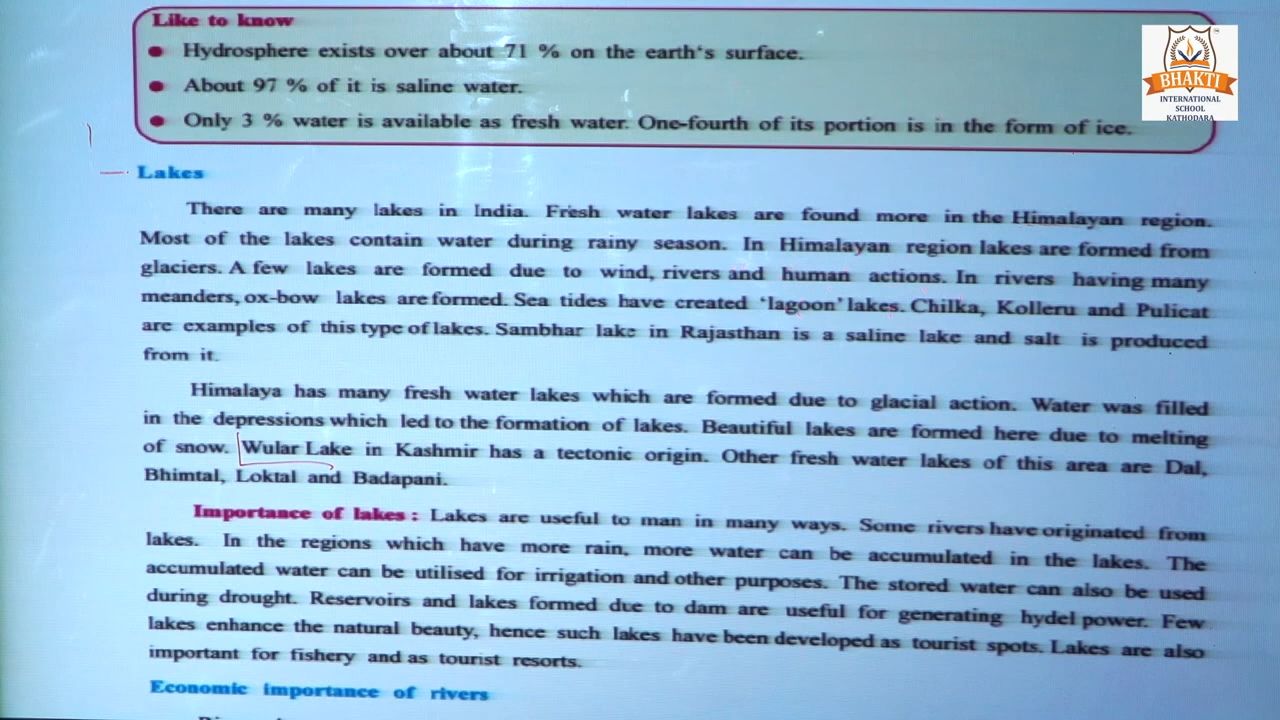 Like to know
• Hydrosphere exists over about 71 % on the earth's surface.
• About 97 % of it is saline water.
• Only 3 % water is available as fresh water. One-fourth of its portion is in the form of ice.
BHAKTI
INTERNATIONAL
SCHOOL
KATHODARA
Lakes
There are many lakes in India. Fresh water lakes are found more in the Himalayan region.
Most of the lakes contain water during rainy season. In Himalayan region lakes are formed from
glaciers. A few lakes are formed due to wind, rivers and human actions. In rivers having many
meanders, ox-bow lakes are formed. Sea tides have created 'lagoon' lakes. Chilka, Kolleru and Pulicat
are examples of this type of lakes. Sambhar lake in Rajasthan is a saline lake and salt is produced
from it.
Himalaya has many fresh water lakes which are formed due to glacial action. Water was filled
in the depressions which led to the formation of lakes. Beautiful lakes are formed here due to melting
of snow. Wular Lake in Kashmir has a tectonic origin. Other fresh water lakes of this area are Dal,
Bhimtal, Loktal and Badapani.
Importance of lakes : Lakes are useful to man in many ways. Some rivers have originated from
lakes. In the regions which have more rain, more water can be accumulated in the lakes. The
accumulated water can be utilised for irrigation and other purposes. The stored water can also be used
during drought. Reservoirs and lakes formed due to dam are useful for generating hydel power. Few
lakes enhance the natural beauty, hence such lakes have been developed as tourist spots. Lakes are also
important for fishery and as tourist resorts.
Economic importance of rivers